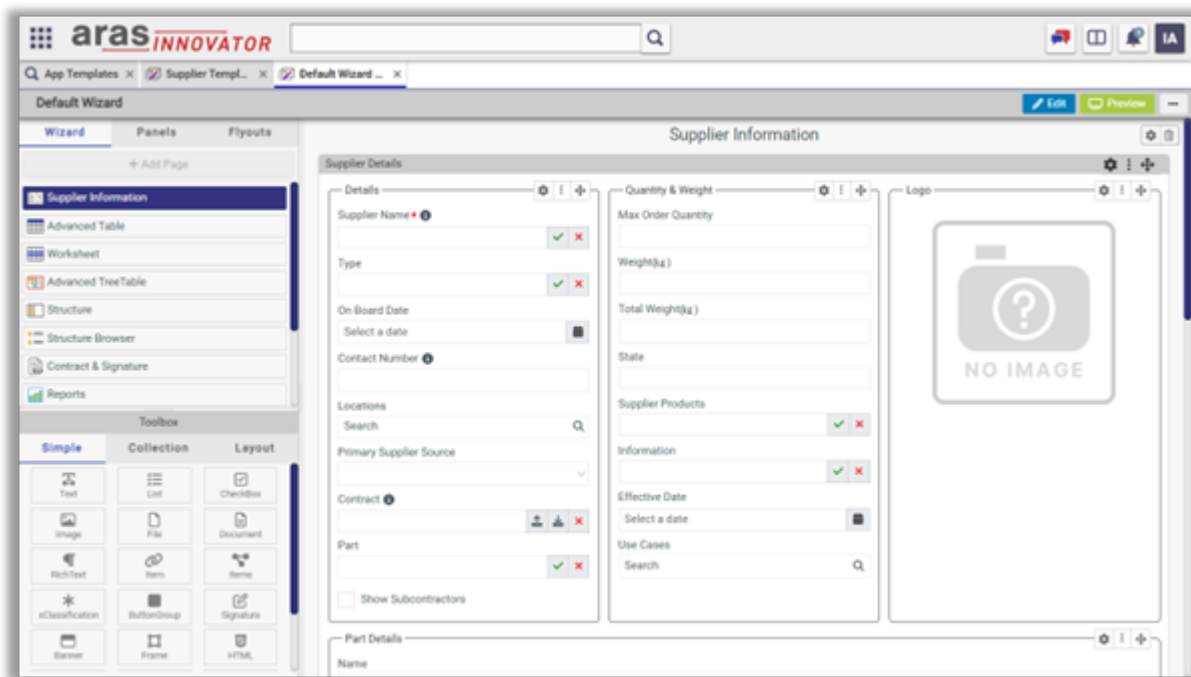 aras INNOVATOR
IA
App Templates
Supplier Templ...
Default Wizard ...
Default Wizard
Edit
Preview
Wizard
Panels
Flyouts
+ Add Page
Supplier Information
Advanced Table
Worksheet
Advanced TreeTable
Structure
Structure Browser
Contract & Signature
Reports
Toolbox
Simple
Collection
Layout
Text
List
CheckBox
Image
File
Document
RichText
Item
Items
xClassification
ButtonGroup
Signature
Banner
Frame
HTML
Supplier Information
Supplier Details
Details
Supplier Name
Type
On Board Date
Select a date
Contact Number
Locations
Search
Primary Supplier Source
Contract
Part
Show Subcontractors
Quantity & Weight
Max Order Quantity
Weight(kg)
Total Weight(kg)
State
Supplier Products
Information
Effective Date
Select a date
Use Cases
Search
Logo
NO IMAGE
Part Details
Name